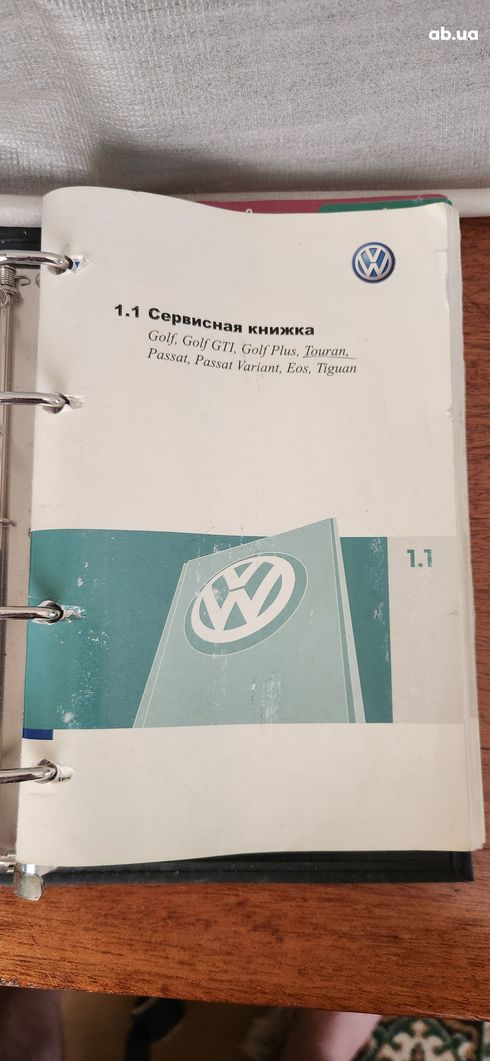 ab.ua
1.1 Сервисная книжка
Golf, Golf GTI, Golf Plus, Touran,
Passat, Passat Variant, Eos, Tiguan
1.1